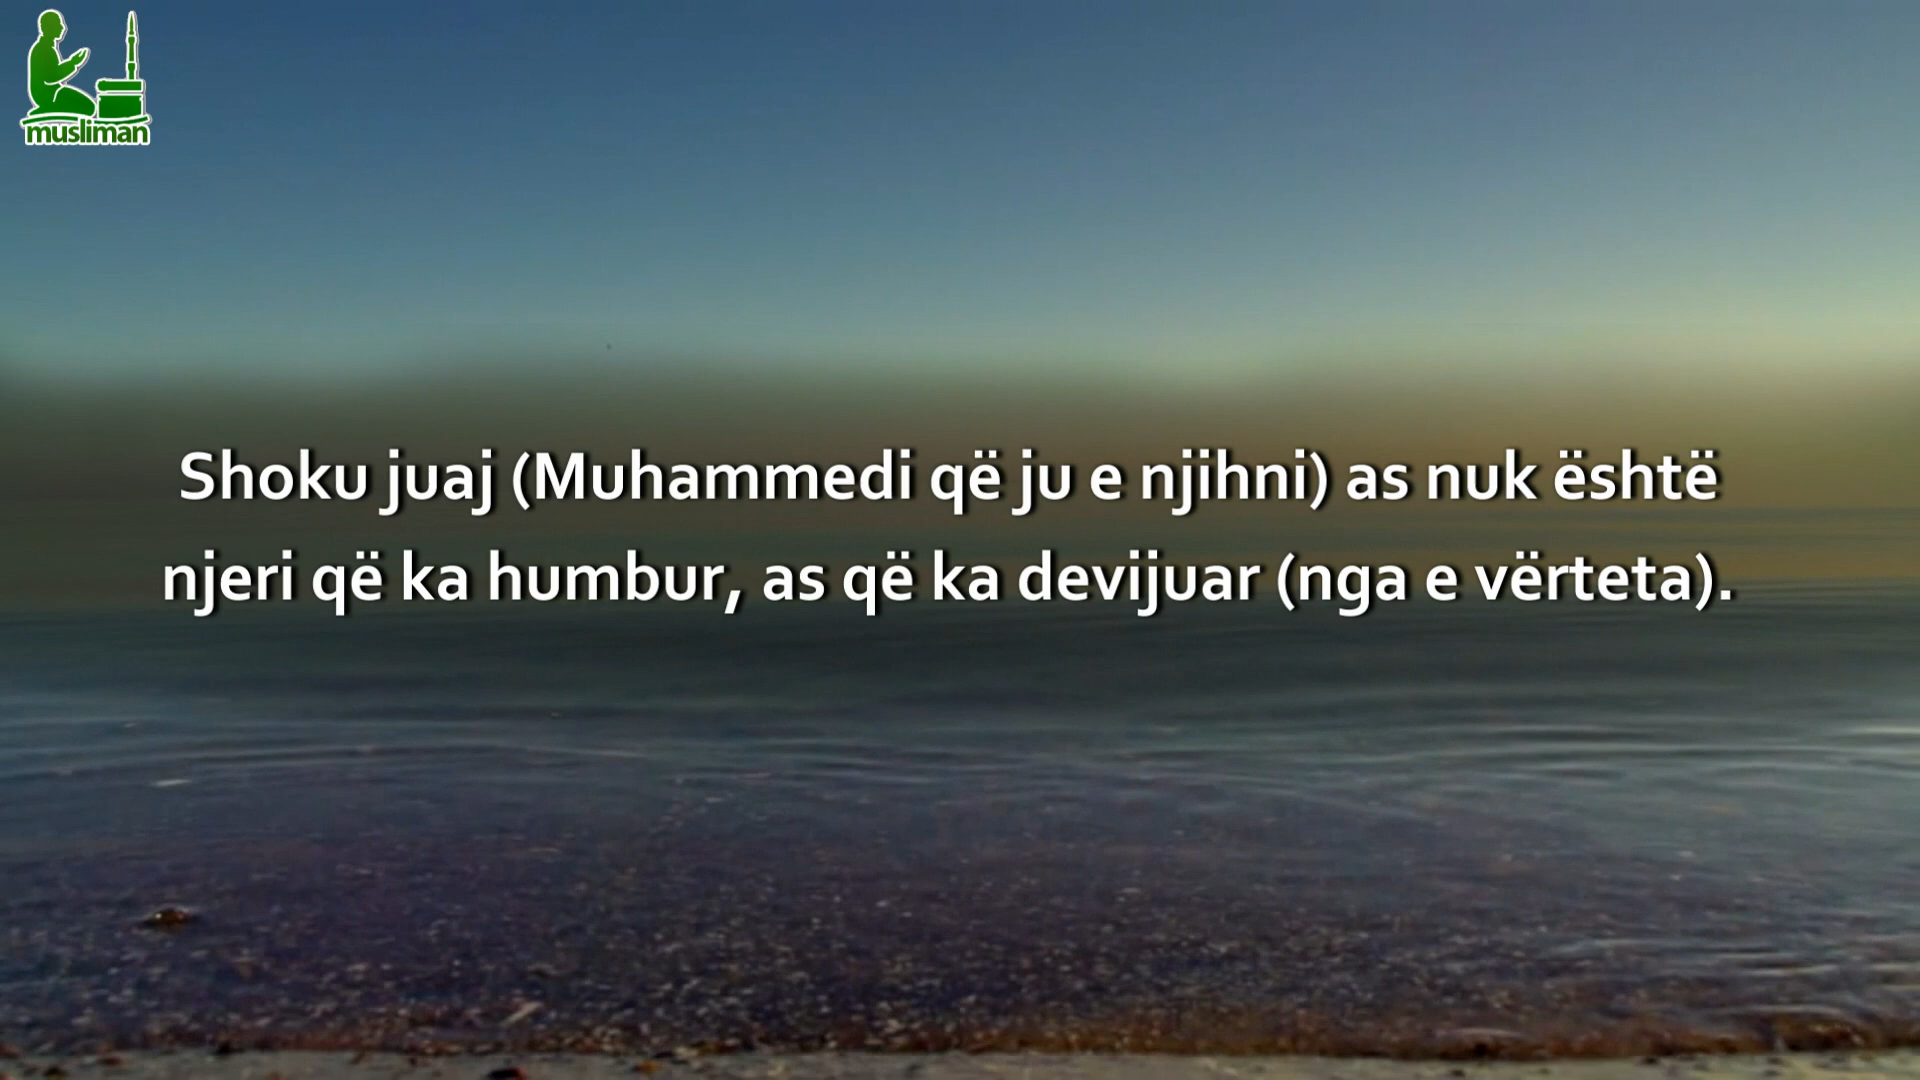 musliman
Shoku juaj (Muhammedi që ju e njihni) as nuk është
njeri që ka humbur, as që ka devijuar (nga e vërteta).